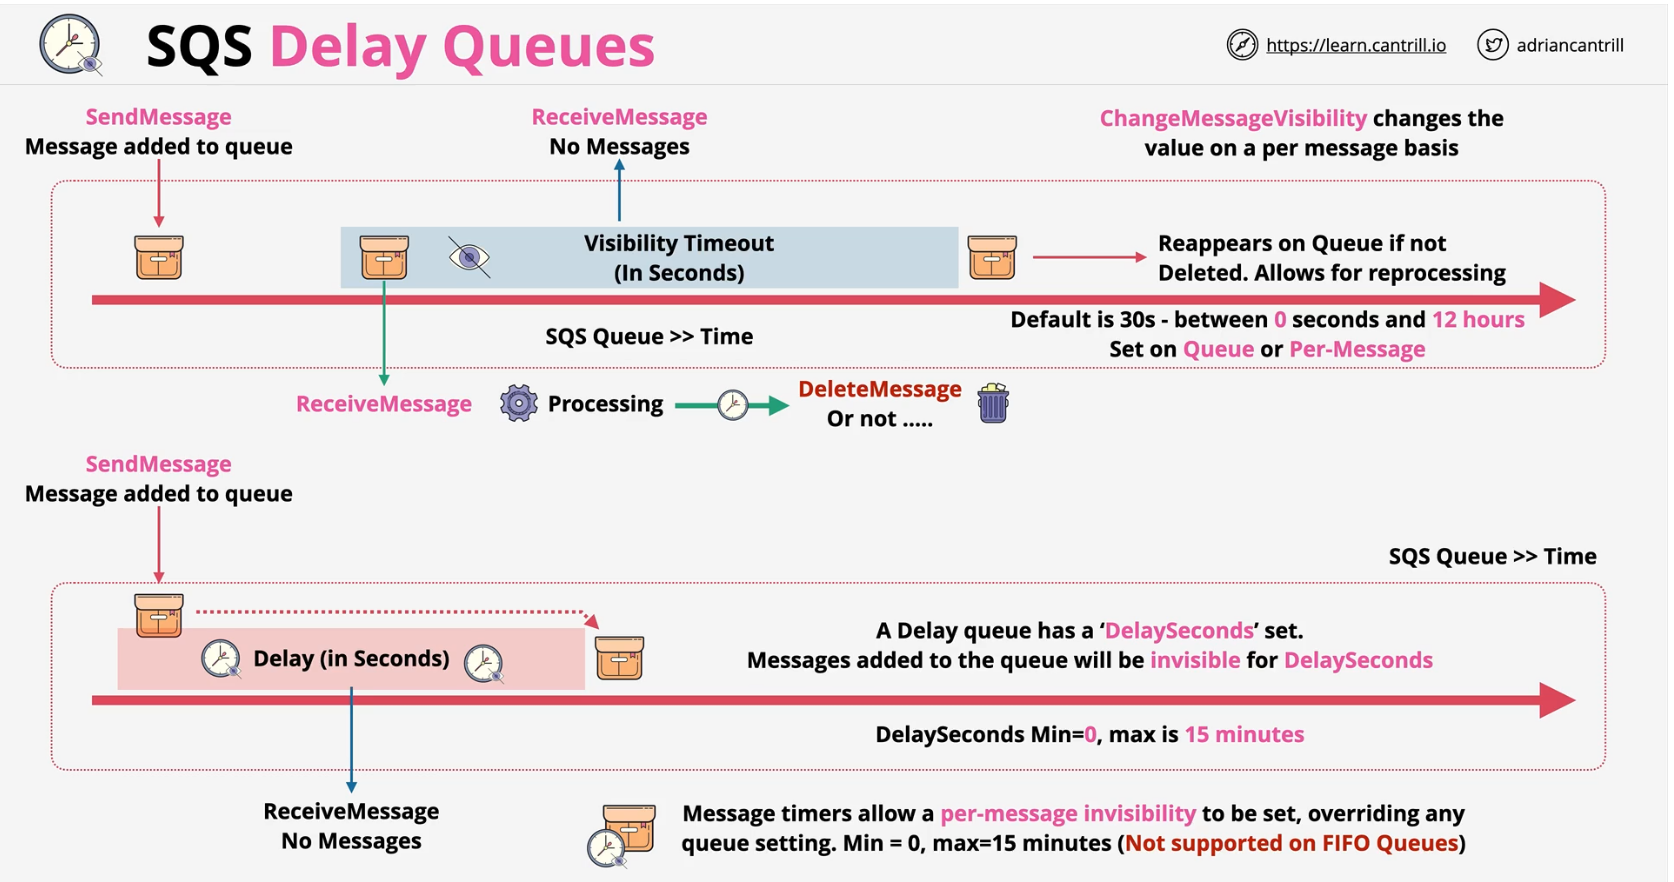 SQS Delay Queues
https://learn.cantrill.io
adriancantrill
SendMessage
Message added to queue
ReceiveMessage
No Messages
ChangeMessageVisibility changes the
value on a per message basis
Visibility Timeout
(In Seconds)
Reappears on Queue if not
Deleted. Allows for reprocessing
SQS Queue >> Time
Default is 30s - between 0 seconds and 12 hours
Set on Queue or Per-Message
ReceiveMessage
Processing
DeleteMessage
Or not .....
SendMessage
Message added to queue
SQS Queue >> Time
Delay (in Seconds)
A Delay queue has a ‘DelaySeconds’ set.
Messages added to the queue will be invisible for DelaySeconds
DelaySeconds Min=0, max is 15 minutes
ReceiveMessage
No Messages
Message timers allow a per-message invisibility to be set, overriding any
queue setting. Min = 0, max=15 minutes (Not supported on FIFO Queues)